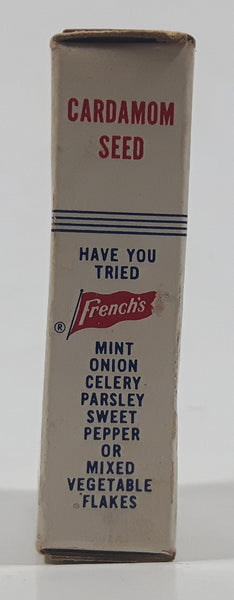 CARDAMOM
SEED
HAVE YOU
TRIED
French's
®
MINT
ONION
CELERY
PARSLEY
SWEET
PEPPER
OR
MIXED
VEGETABLE
FLAKES